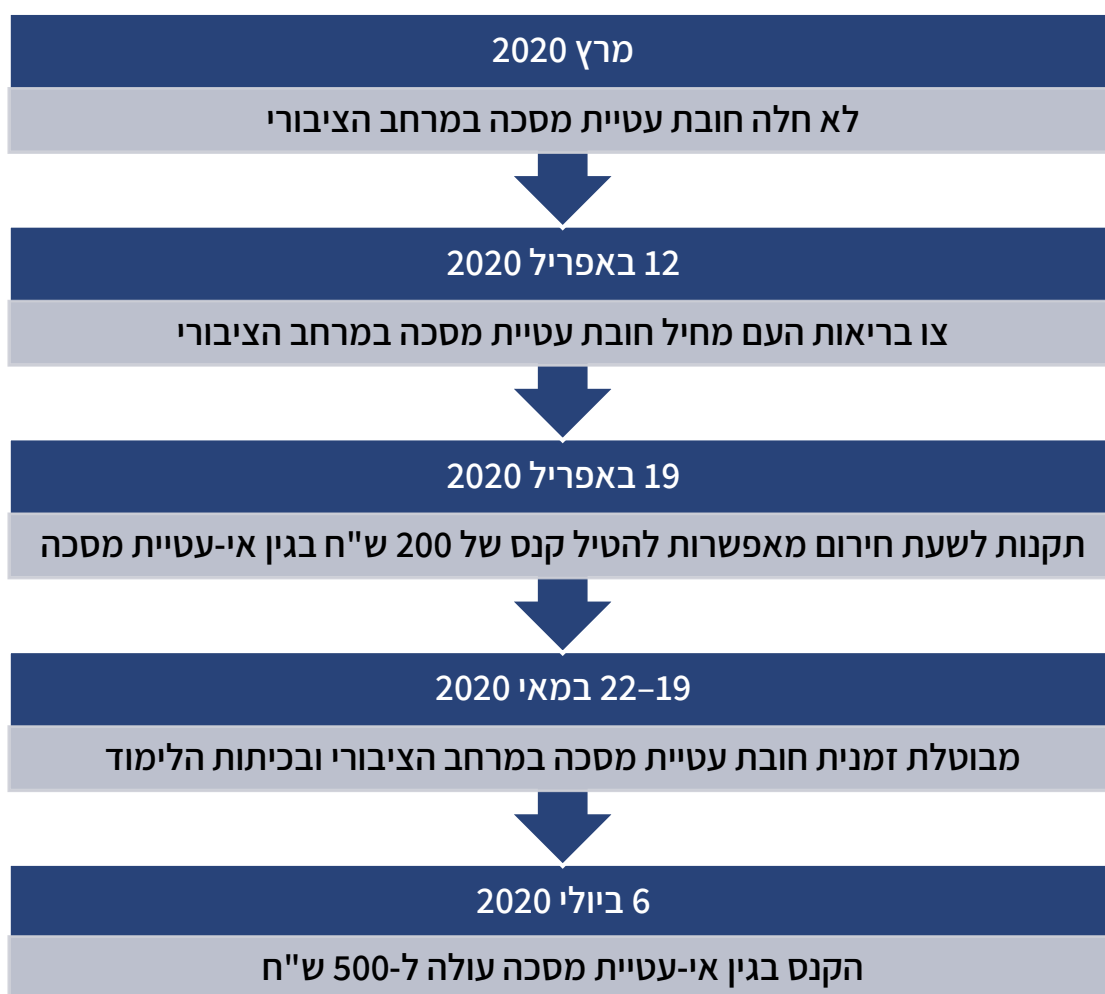 מרץ 2020
לא חלה חובת עטיית מסכה במרחב הציבורי
12 באפריל 2020
צו בריאות העם מחיל חובת עטיית מסכה במרחב הציבורי
19 באפריל 2020
תקנות לשעת חירום מאפשרות להטיל קנס של 200 ש"ח בגין אי-עטיית מסכה
19–22 במאי 2020
מבוטלת זמנית חובת עטיית מסכה במרחב הציבורי ובכיתות הלימוד
6 ביולי 2020
הקנס בגין אי-עטיית מסכה עולה ל-500 ש"ח